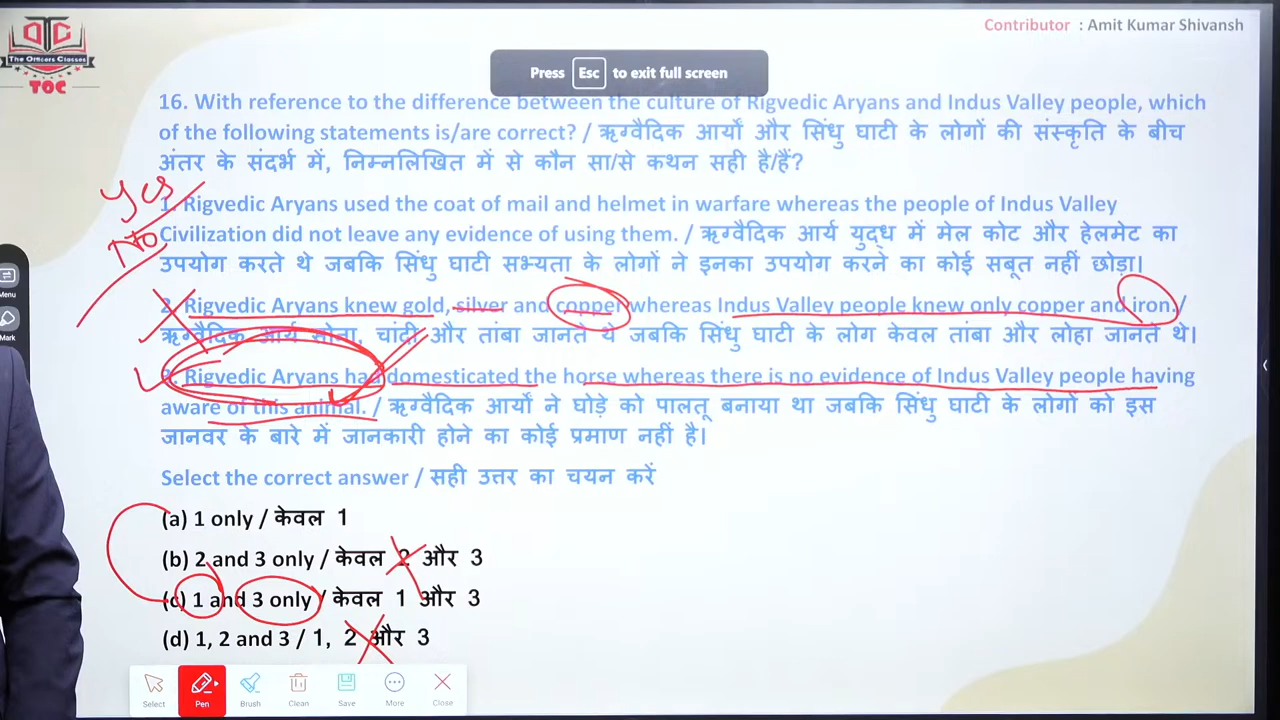 OTC
The Officers Classes
TOC
Contributor : Amit Kumar Shivansh
Press Esc to exit full screen
16. With reference to the difference between the culture of Rigvedic Aryans and Indus Valley people, which
of the following statements is/are correct? / ऋग्वैदिक आर्यों और सिंधु घाटी के लोगों की संस्कृति के बीच
अंतर के संदर्भ में, निम्नलिखित में से कौन सा/से कथन सही है/हैं?
Yes
No
1. Rigvedic Aryans used the coat of mail and helmet in warfare whereas the people of Indus Valley
Civilization did not leave any evidence of using them. / ऋग्वैदिक आर्य युद्ध में मेल कोट और हेलमेट का
उपयोग करते थे जबकि सिंधु घाटी सभ्यता के लोगों ने इनका उपयोग करने का कोई सबूत नहीं छोड़ा।
2. Rigvedic Aryans knew gold, silver and copper whereas Indus Valley people knew only copper and iron. /
ऋग्वैदिक आर्य सोना, चांदी और तांबा जानते थे जबकि सिंधु घाटी के लोग केवल तांबा और लोहा जानते थे।
3. Rigvedic Aryans had domesticated the horse whereas there is no evidence of Indus Valley people having
aware of this animal. / ऋग्वैदिक आर्यों ने घोड़े को पालतू बनाया था जबकि सिंधु घाटी के लोगों को इस
जानवर के बारे में जानकारी होने का कोई प्रमाण नहीं है।
Select the correct answer / सही उत्तर का चयन करें
(a) 1 only / केवल 1
(b) 2 and 3 only / केवल 2 और 3
(c) 1 and 3 only / केवल 1 और 3
(d) 1, 2 and 3 / 1, 2 और 3
Menu
Mark
Select Pen Brush Clean Save More Close